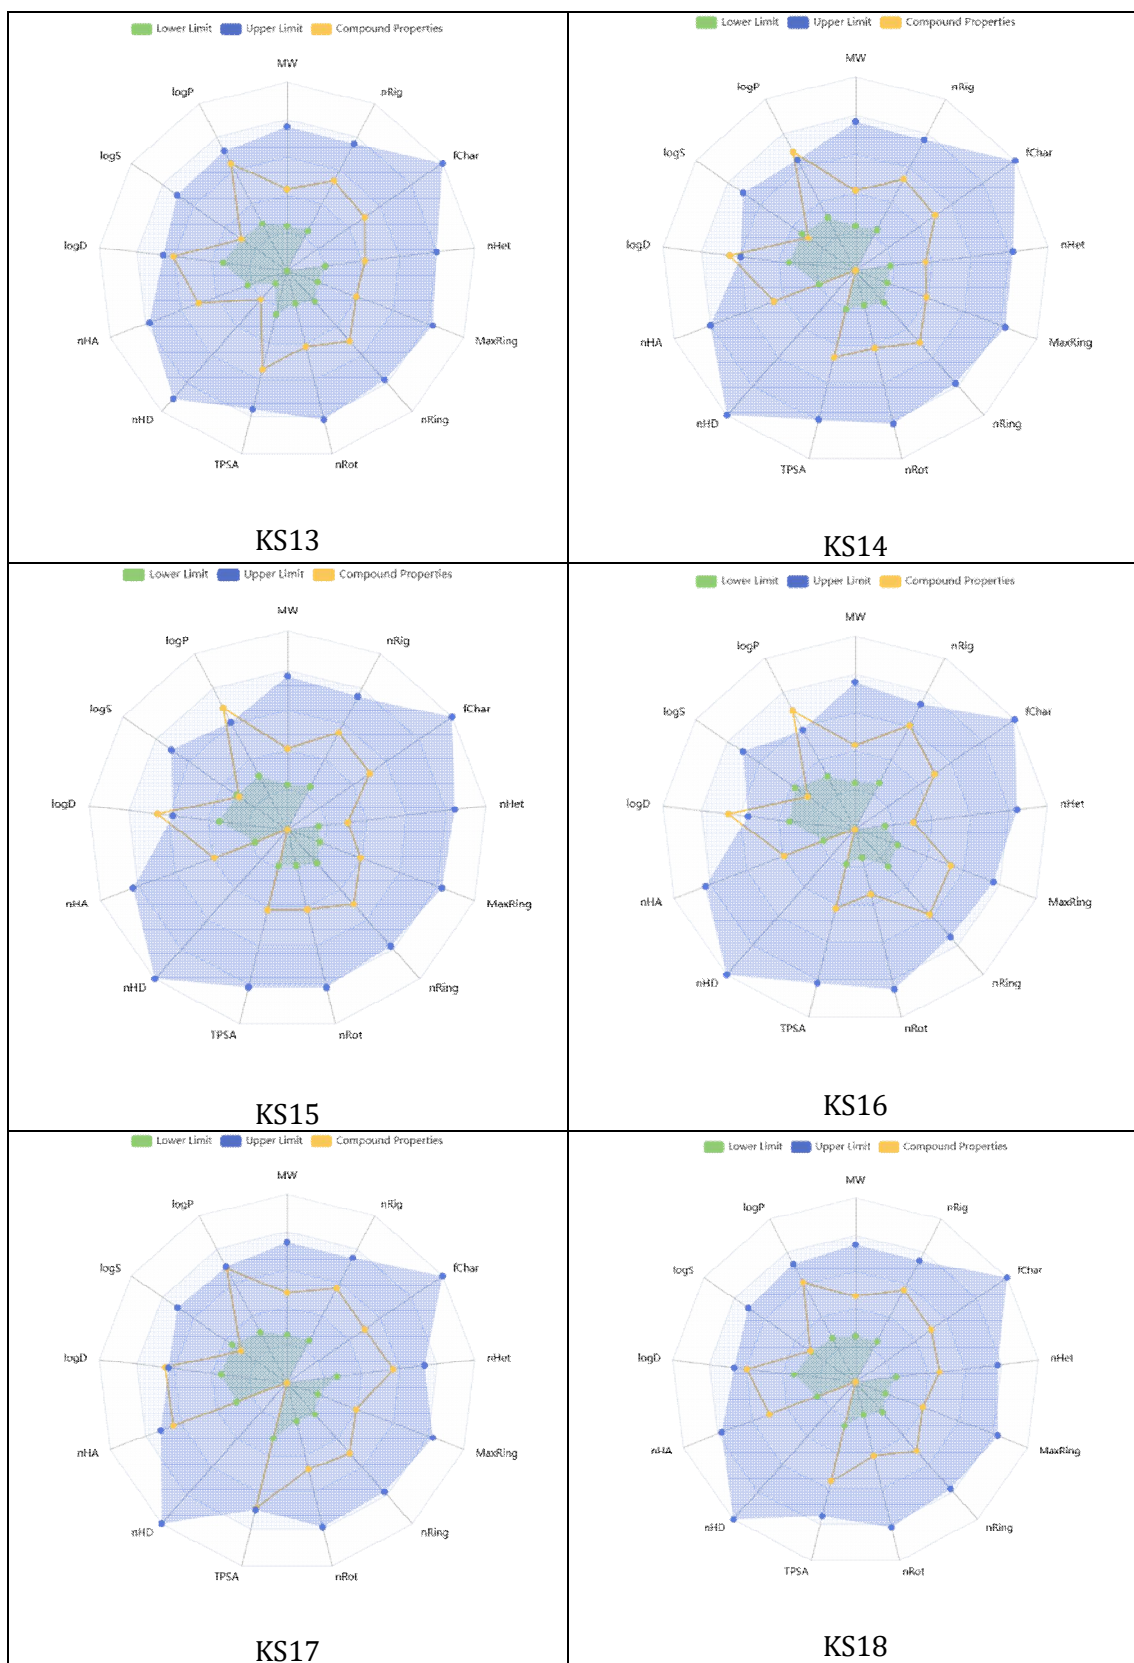 Lower Limit Upper Limit Compound Properties
MW
logP nRig
logS fChar
logD nHet
nHA MaxRing
nHD nRing
TPSA nRot
KS13
Lower Limit Upper Limit Compound Properties
MW
logP nRig
logS fChar
logD nHet
nHA MaxRing
nHD nRing
TPSA nRot
KS14
Lower Limit Upper Limit Compound Properties
MW
logP nRig
logS fChar
logD nHet
nHA MaxRing
nHD nRing
TPSA nRot
KS15
Lower Limit Upper Limit Compound Properties
MW
logP nRig
logS fChar
logD nHet
nHA MaxRing
nHD nRing
TPSA nRot
KS16
Lower Limit Upper Limit Compound Properties
MW
logP nRig
logS fChar
logD nHet
nHA MaxRing
nHD nRing
TPSA nRot
KS17
Lower Limit Upper Limit Compound Properties
MW
logP nRig
logS fChar
logD nHet
nHA MaxRing
nHD nRing
TPSA nRot
KS18